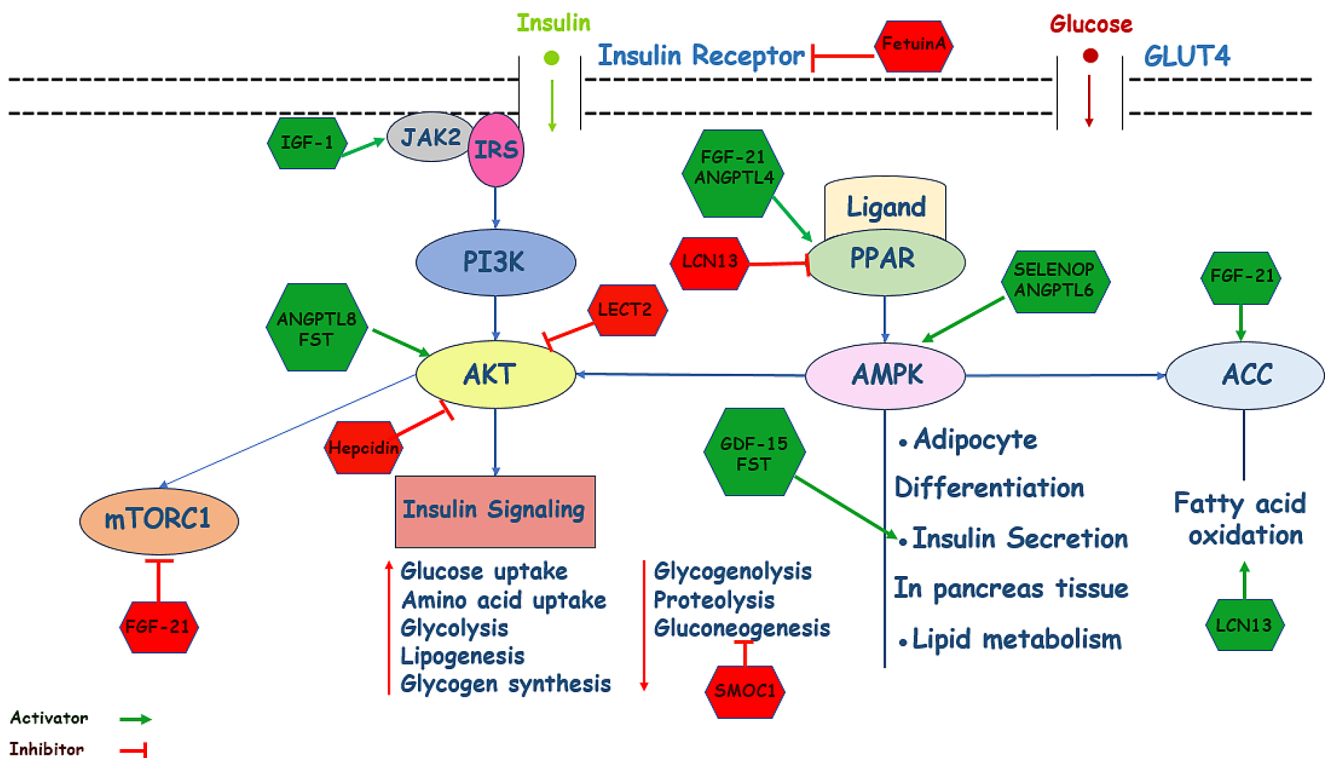 Insulin
Insulin Receptor
FetuinA
Glucose
GLUT4
IGF-1
JAK2
IRS
FGF-21
ANGPTL4
Ligand
PI3K
LCN13
PPAR
SELENOP
ANGPTL6
FGF-21
ANGPTL8
FST
LECT2
AKT
AMPK
ACC
Hepcidin
GDF-15
FST
• Adipocyte
Differentiation
• Insulin Secretion
In pancreas tissue
• Lipid metabolism
Fatty acid
oxidation
mTORC1
Insulin Signaling
FGF-21
Glucose uptake
Amino acid uptake
Glycolysis
Lipogenesis
Glycogen synthesis
Glycogenolysis
Proteolysis
Gluconeogenesis
SMOC1
LCN13
Activator
Inhibitor